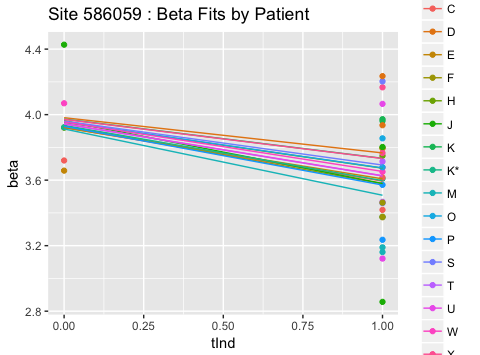 Site 586059 : Beta Fits by Patient
beta
4.4
4.0
3.6
3.2
2.8
0.00 0.25 0.50 0.75 1.00
tInd
C
D
E
F
H
J
K
K*
M
O
P
S
T
U
W
Y